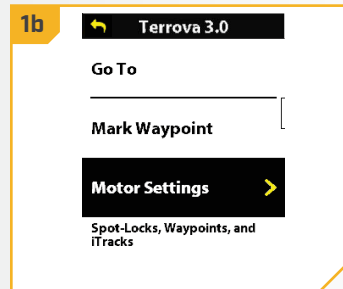 1b
Terrova 3.0
Go To
Mark Waypoint
Motor Settings
Spot-Locks, Waypoints, and
iTracks